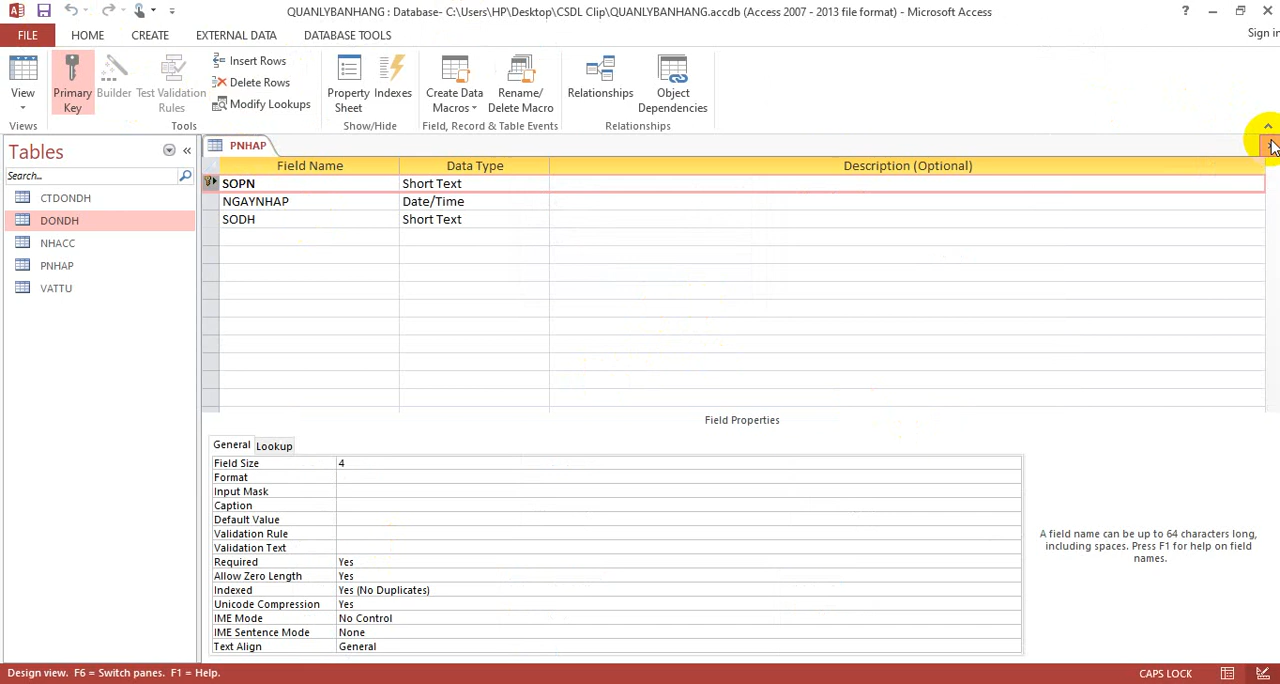 QUANLYBANHANG : Database- C:\Users\HP\Desktop\CSDL Clip\QUANLYBANHANG.accdb (Access 2007 - 2013 file format) - Microsoft Access
?
FILE HOME CREATE EXTERNAL DATA DATABASE TOOLS
Sign in
View
Primary Key
Builder
Test Validation Rules
Insert Rows
Delete Rows
Modify Lookups
Property Sheet
Indexes
Create Data Macros
Rename/ Delete Macro
Relationships
Object Dependencies
Views
Tools
Show/Hide
Field, Record & Table Events
Relationships
Tables
Search...
CTDONDH
DONDH
NHACC
PNHAP
VATTU
PNHAP
Field Name Data Type Description (Optional)
SOPN Short Text
NGAYNHAP Date/Time
SODH Short Text
Field Properties
General Lookup
Field Size 4
Format
Input Mask
Caption
Default Value
Validation Rule
Validation Text
Required Yes
Allow Zero Length Yes
Indexed Yes (No Duplicates)
Unicode Compression Yes
IME Mode No Control
IME Sentence Mode None
Text Align General
A field name can be up to 64 characters long,
including spaces. Press F1 for help on field
names.
Design view. F6 = Switch panes. F1 = Help.
CAPS LOCK